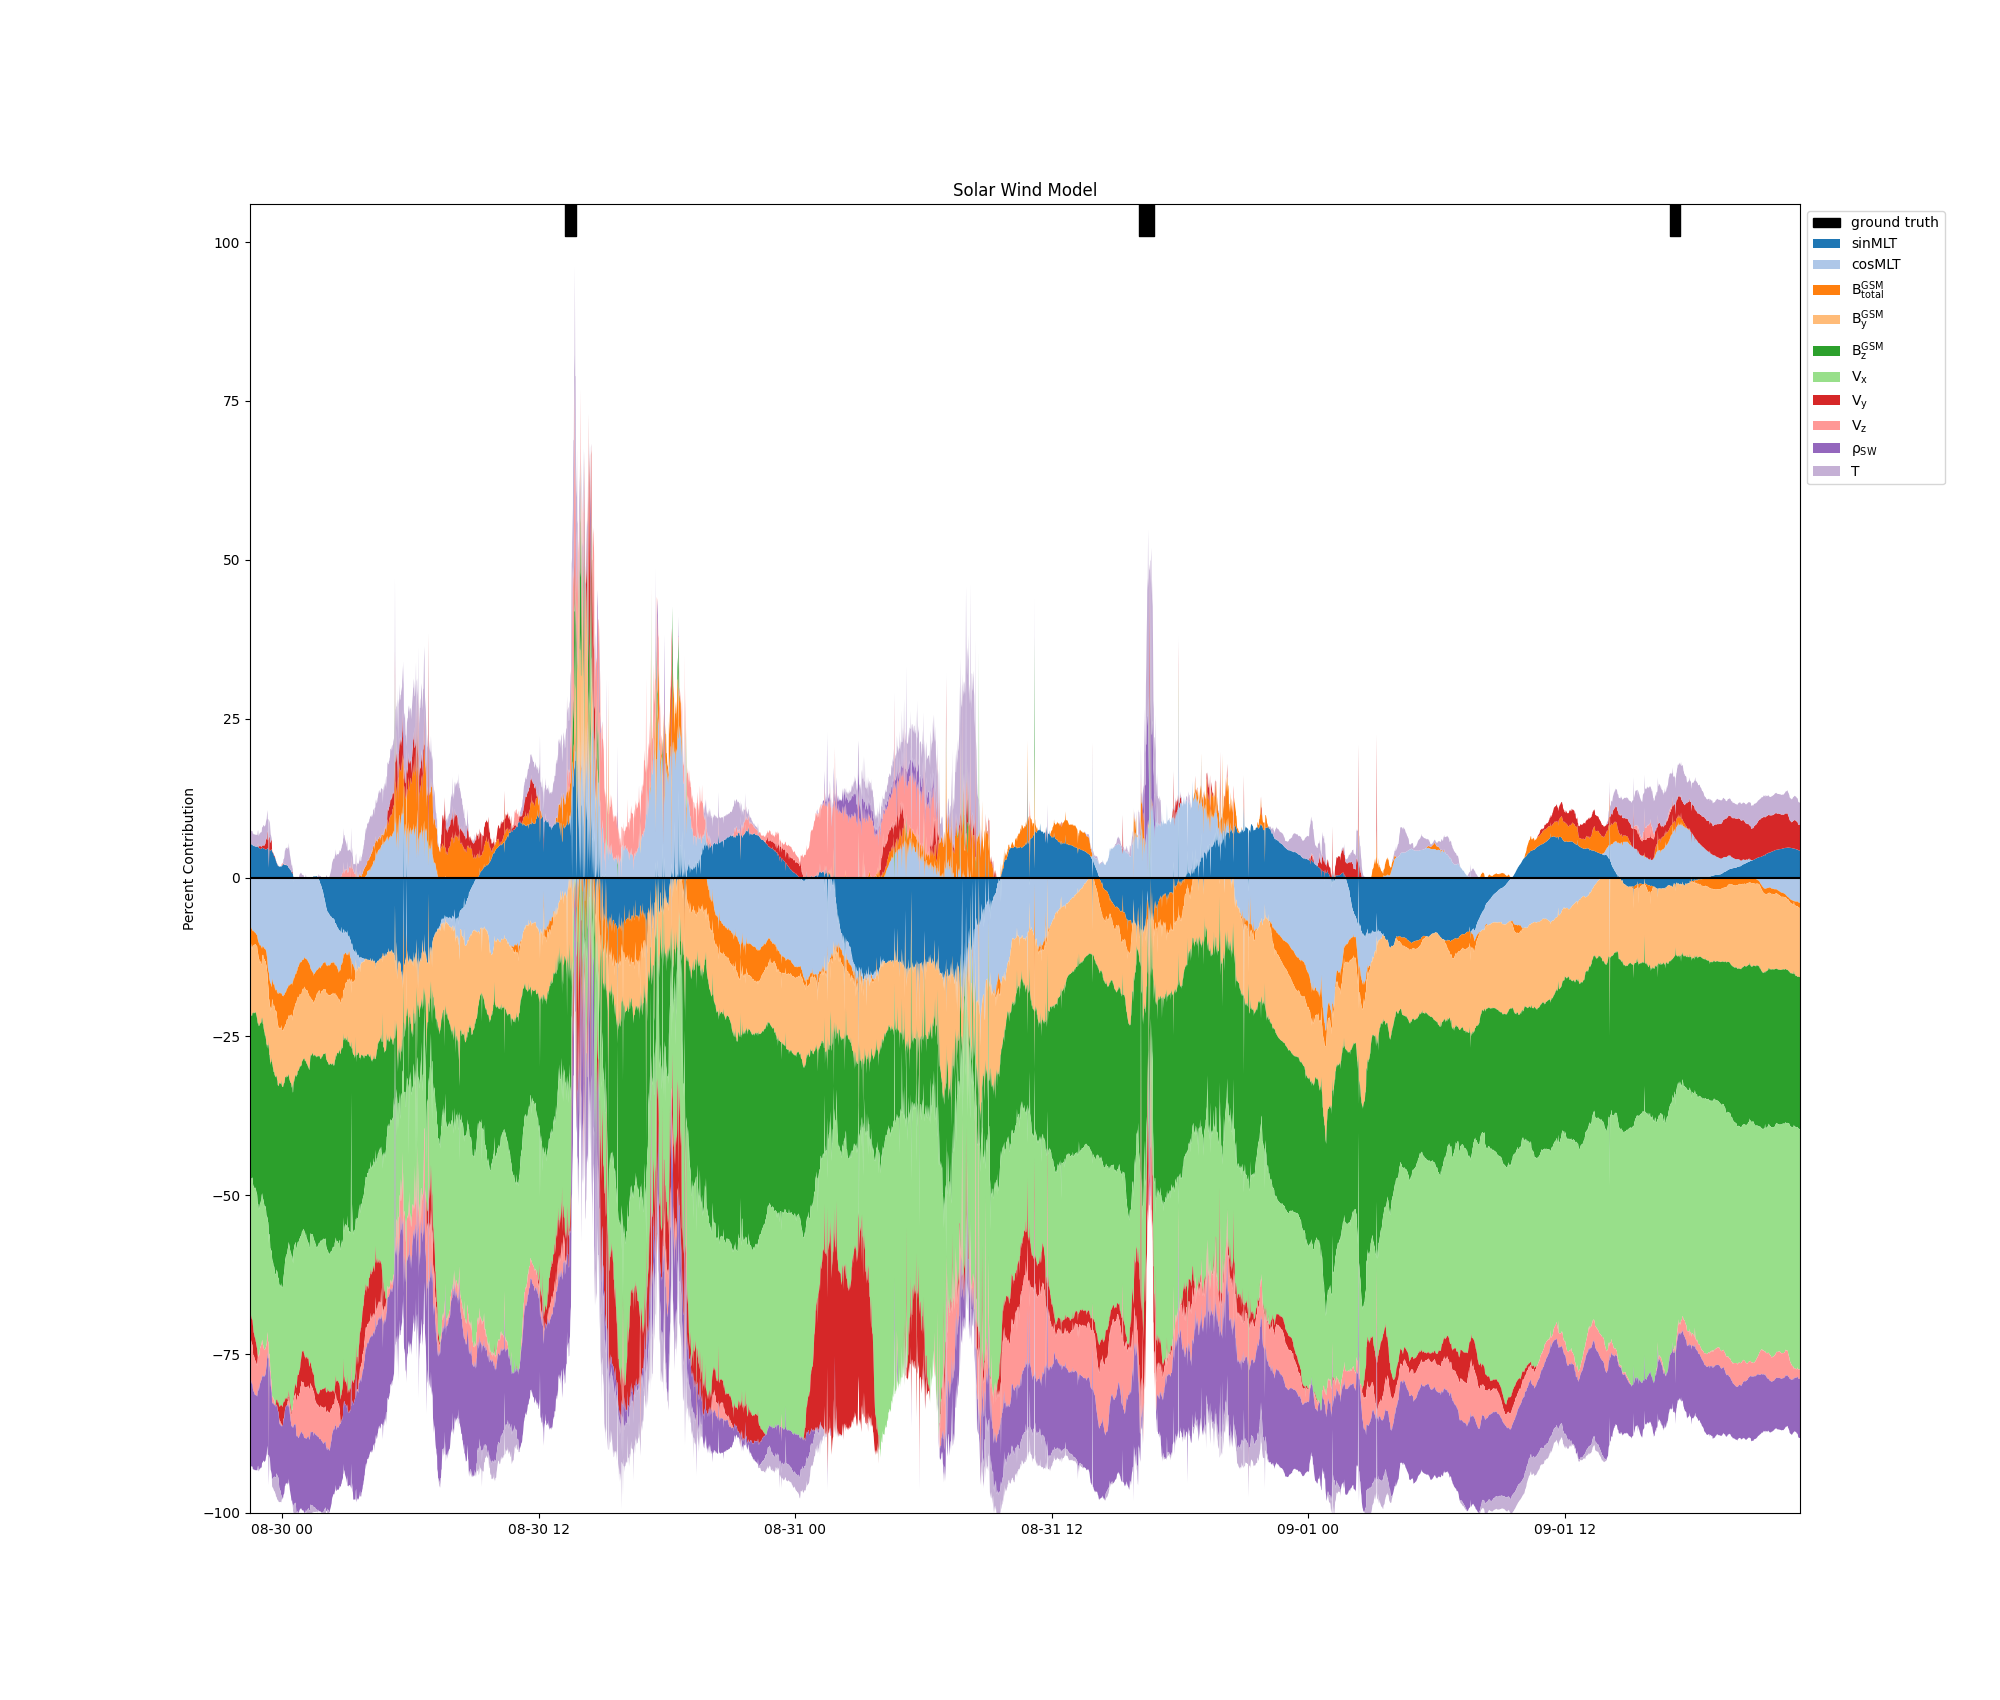 Solar Wind Model
100
75
50
25
0
−25
−50
−75
−100
Percent Contribution
08-30 00
08-30 12
08-31 00
08-31 12
09-01 00
09-01 12
ground truth
sinMLT
cosMLT
B_total^GSM
B_y^GSM
B_z^GSM
V_x
V_y
V_z
ρ_SW
T